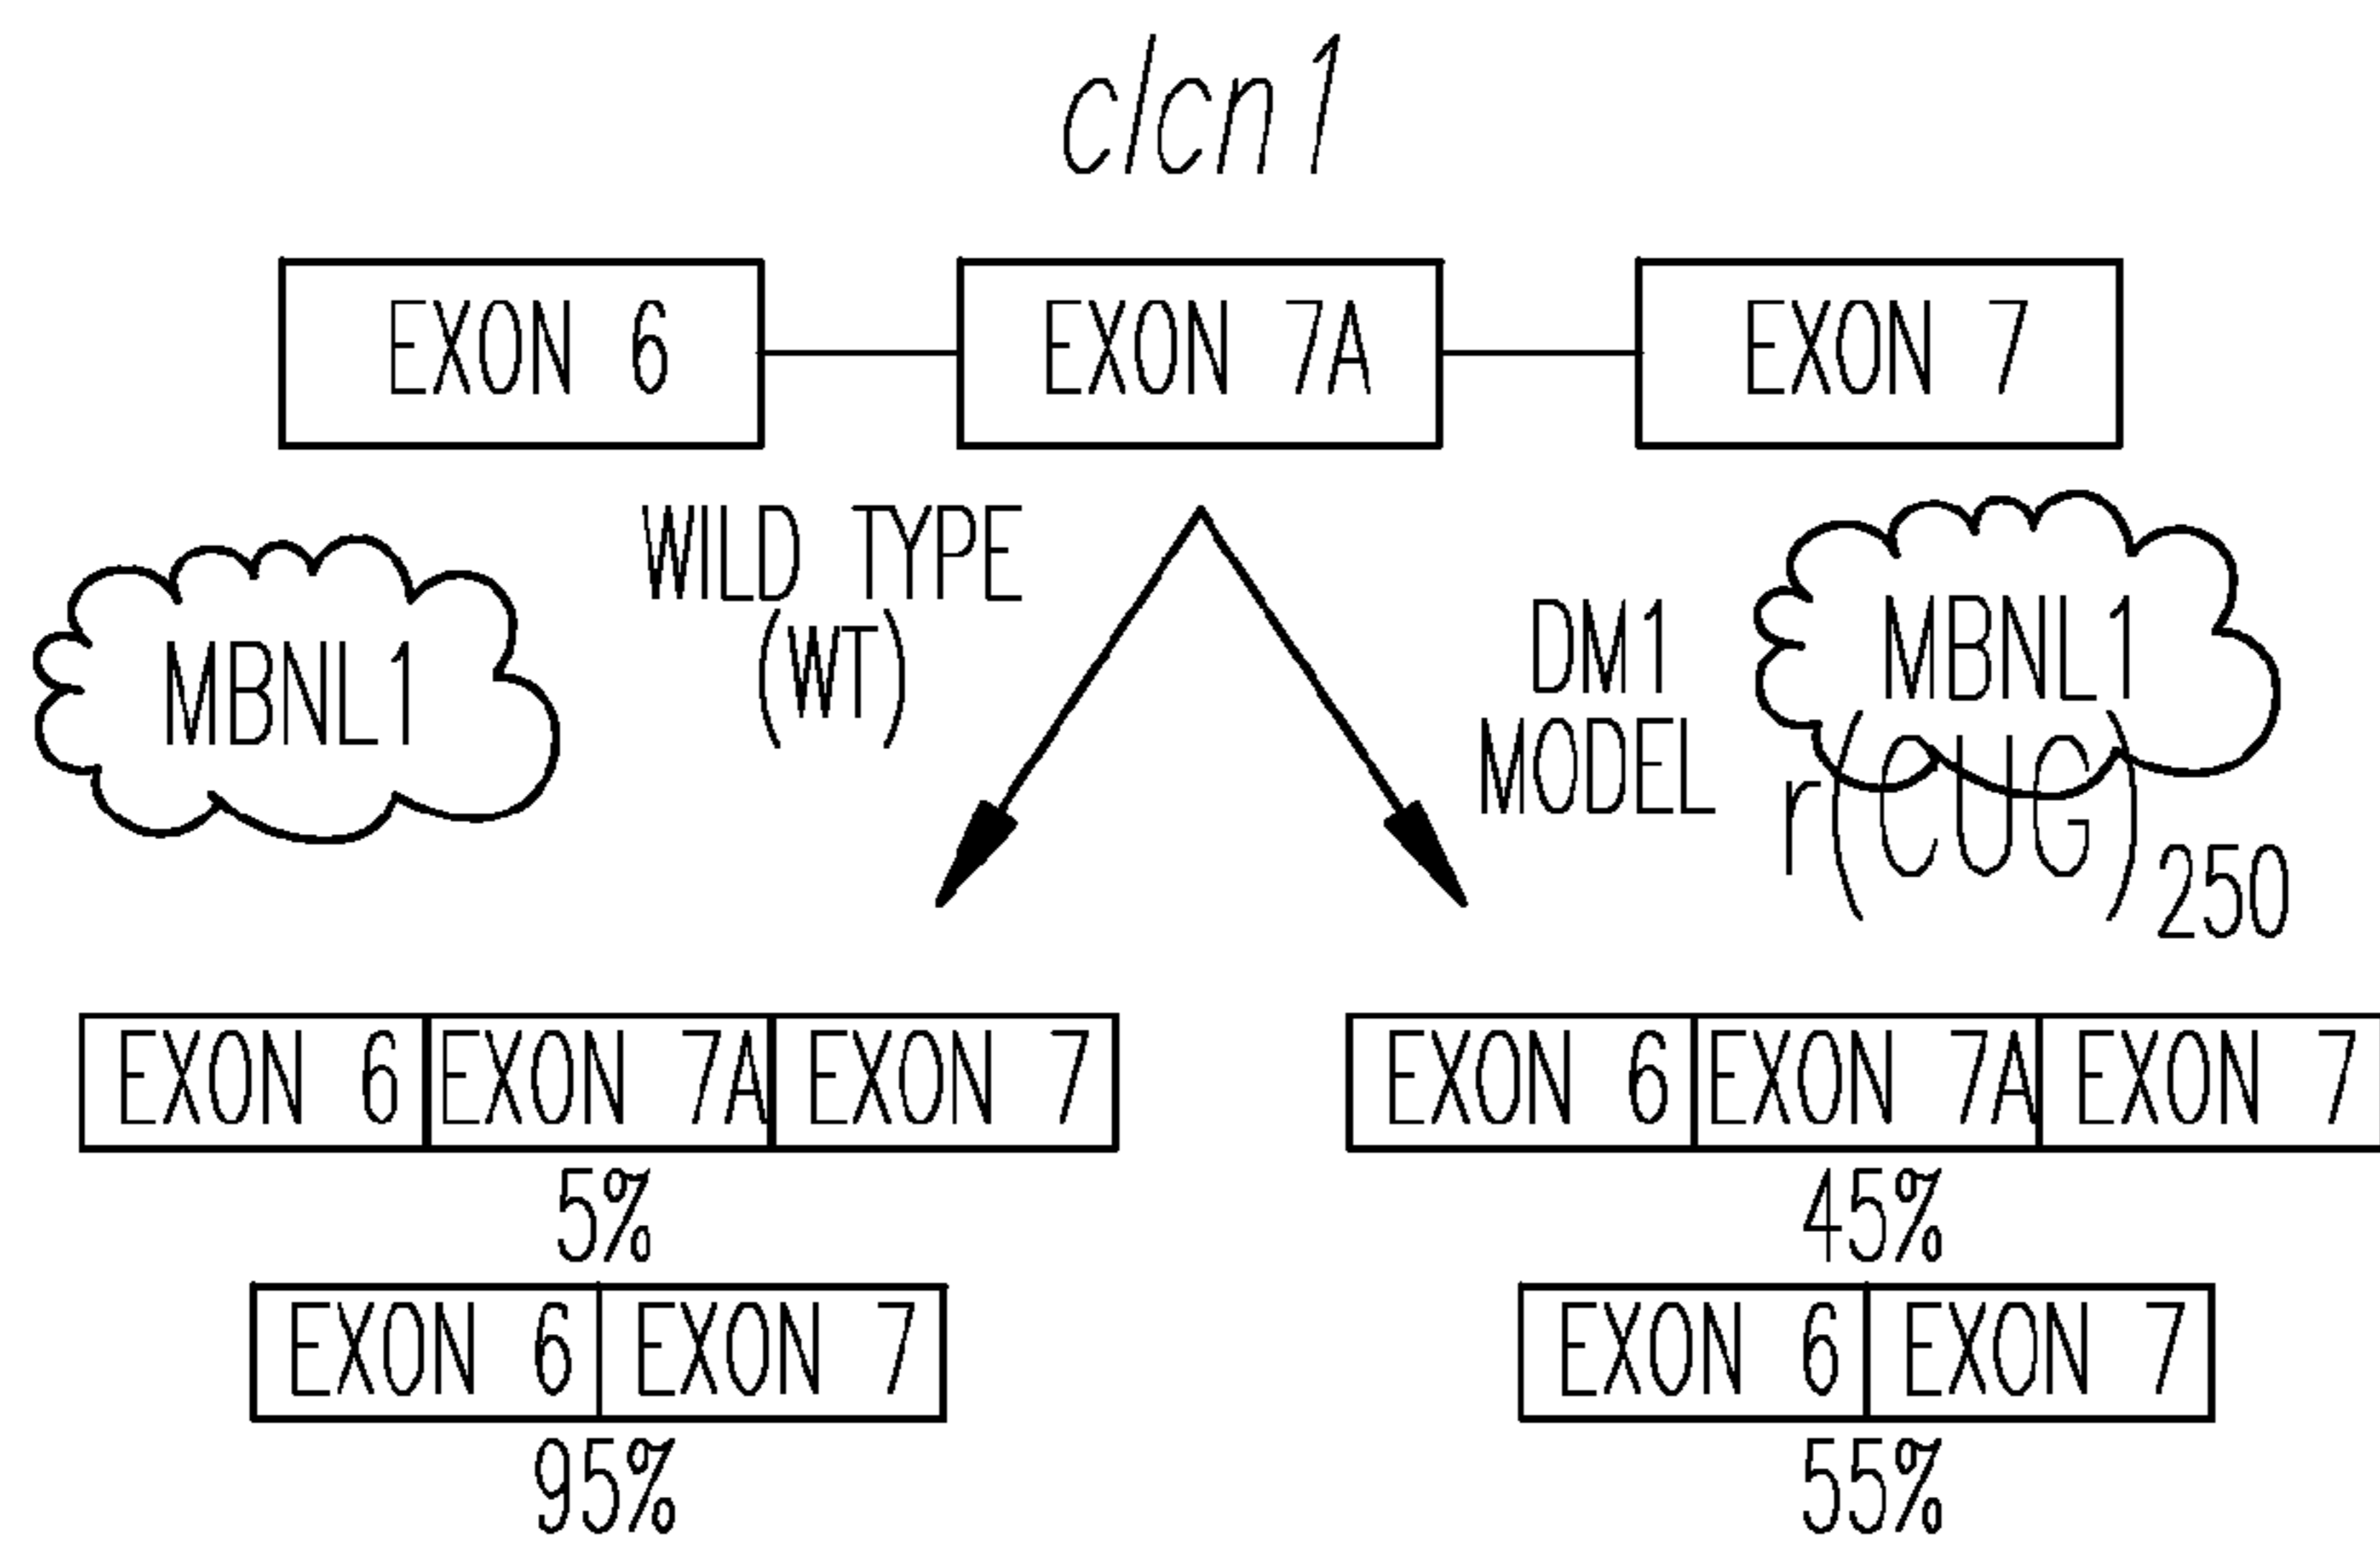 clcn1
EXON 6 EXON 7A EXON 7
WILD TYPE
(WT)
MBNL1
DM1
MODEL
MBNL1
r(CUG)250
EXON 6 EXON 7A EXON 7
5%
EXON 6 EXON 7
95%
EXON 6 EXON 7A EXON 7
45%
EXON 6 EXON 7
55%